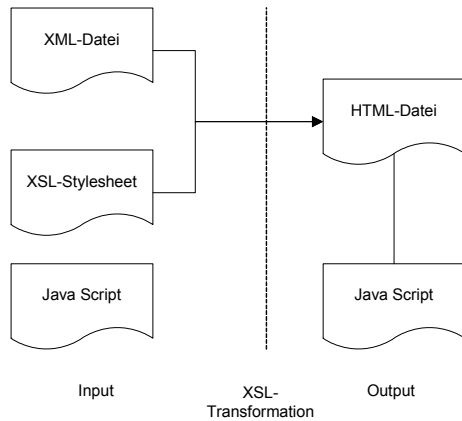 XML-Datei
HTML-Datei
XSL-Stylesheet
Java Script
Java Script
Input
XSL-
Transformation
Output